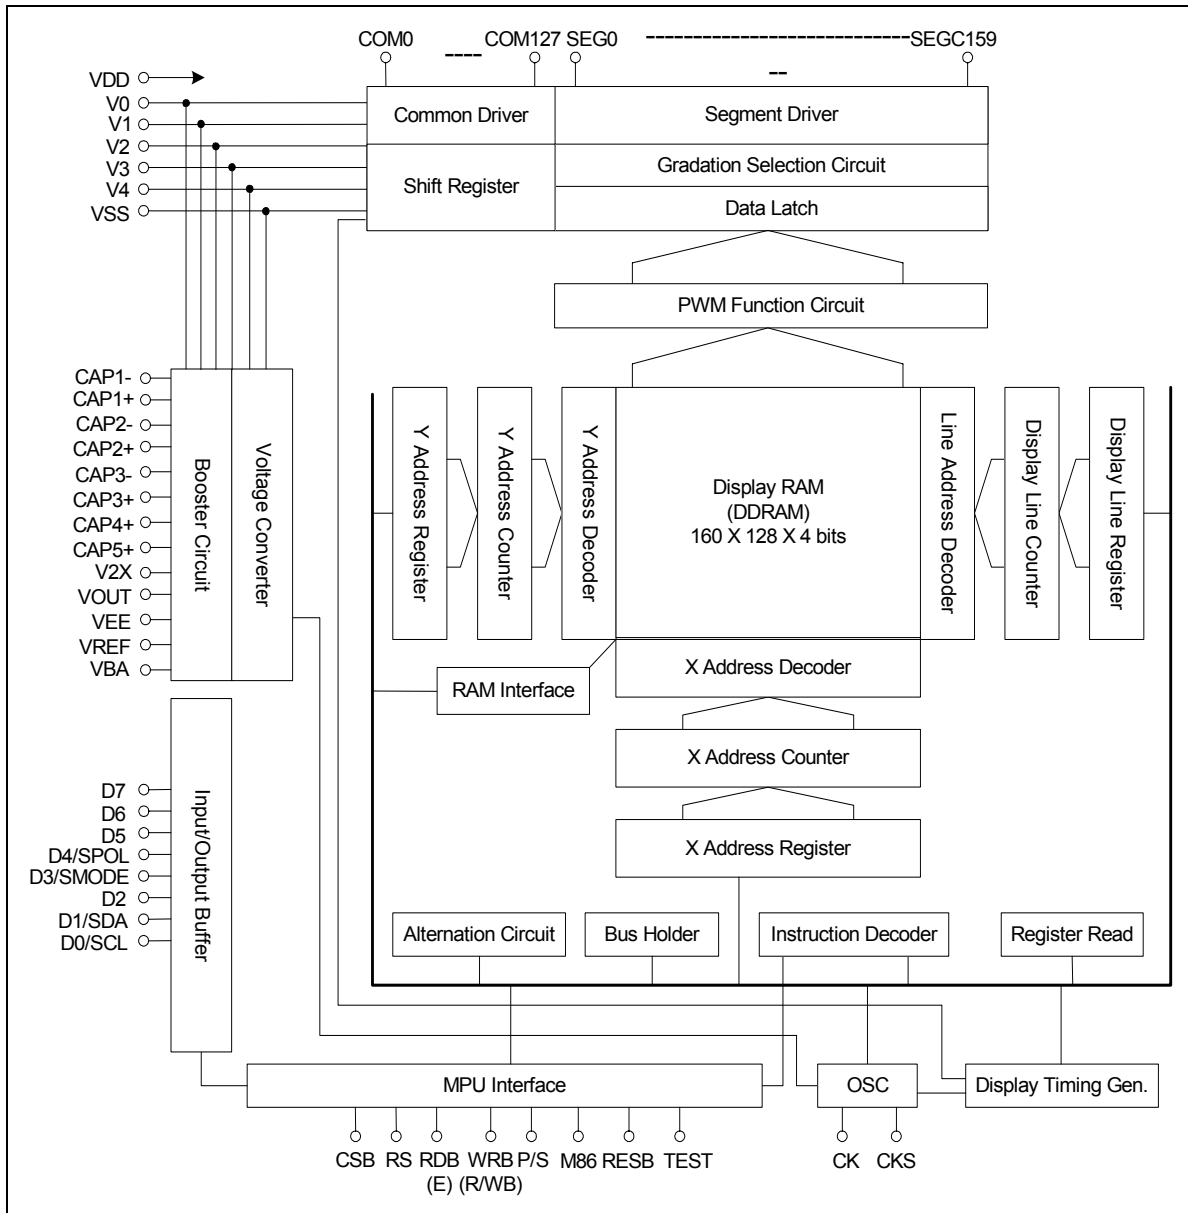 COM0
COM127 SEG0
SEGC159
VDD
V0
V1
V2
V3
V4
VSS
Common Driver
Segment Driver
Shift Register
Gradation Selection Circuit
Data Latch
PWM Function Circuit
CAP1-
CAP1+
CAP2-
CAP2+
CAP3-
CAP3+
CAP4+
CAP5+
V2X
VOUT
VEE
VREF
VBA
Booster Circuit
Voltage Converter
Y Address Register
Y Address Counter
Y Address Decoder
Display RAM
(DDRAM)
160 X 128 X 4 bits
Line Address Decoder
Display Line Counter
Display Line Register
RAM Interface
X Address Decoder
X Address Counter
X Address Register
D7
D6
D5
D4/SPOL
D3/SMODE
D2
D1/SDA
D0/SCL
Input/Output Buffer
Alternation Circuit
Bus Holder
Instruction Decoder
Register Read
MPU Interface
OSC
Display Timing Gen.
CSB RS RDB WRB P/S M86 RESB TEST
(E) (R/WB)
CK CKS